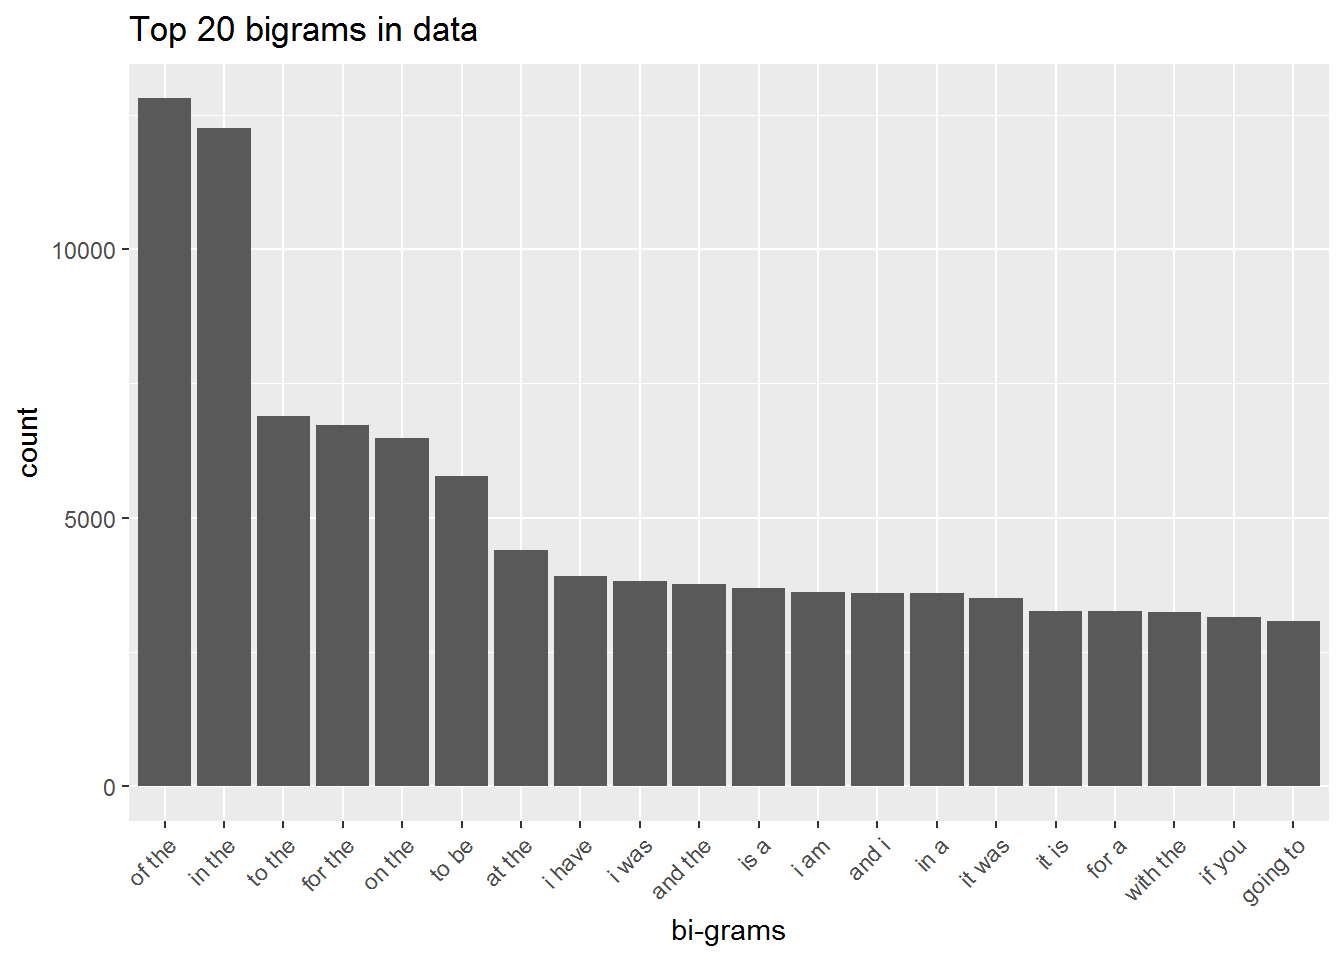 Top 20 bigrams in data
count
10000
5000
0
of the
in the
to the
for the
on the
to be
at the
i have
i was
and the
is a
i am
and i
in a
it was
it is
for a
with the
if you
going to
bi-grams